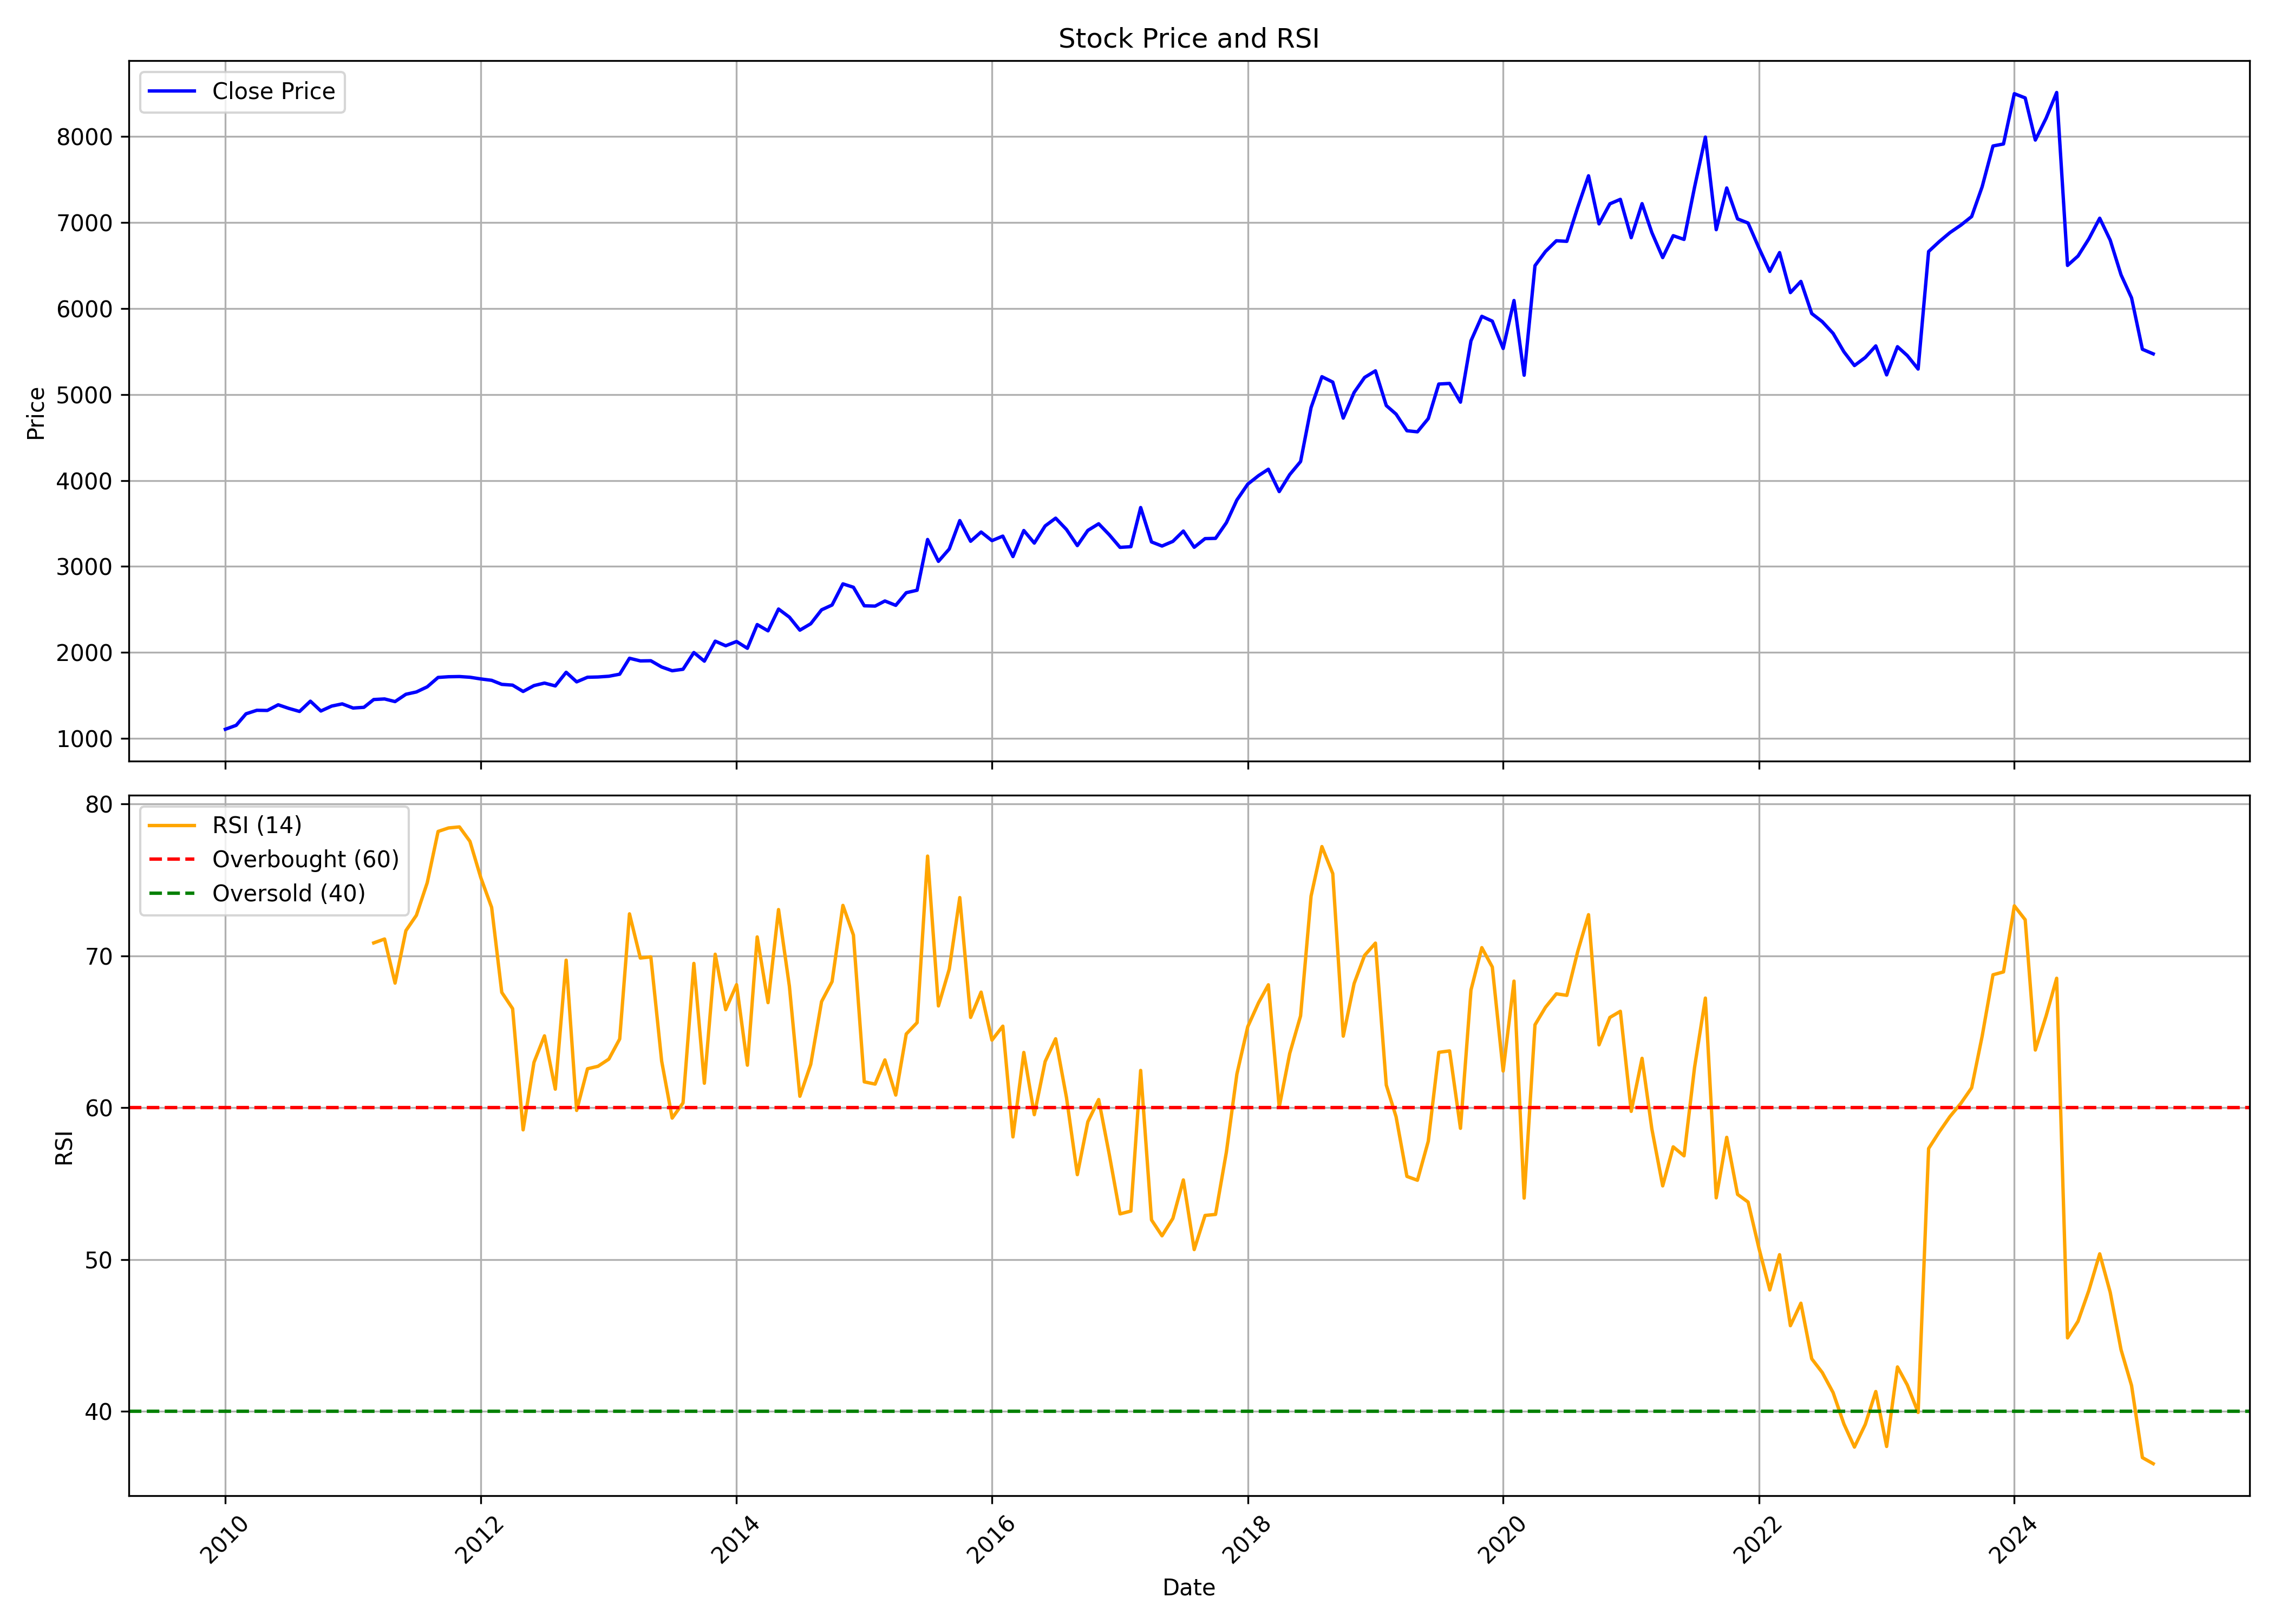 Stock Price and RSI
Close Price
8000
7000
6000
5000
4000
3000
2000
1000
Price
80
70
60
50
40
RSI
RSI (14)
Overbought (60)
Oversold (40)
2010
2012
2014
2016
2018
2020
2022
2024
Date